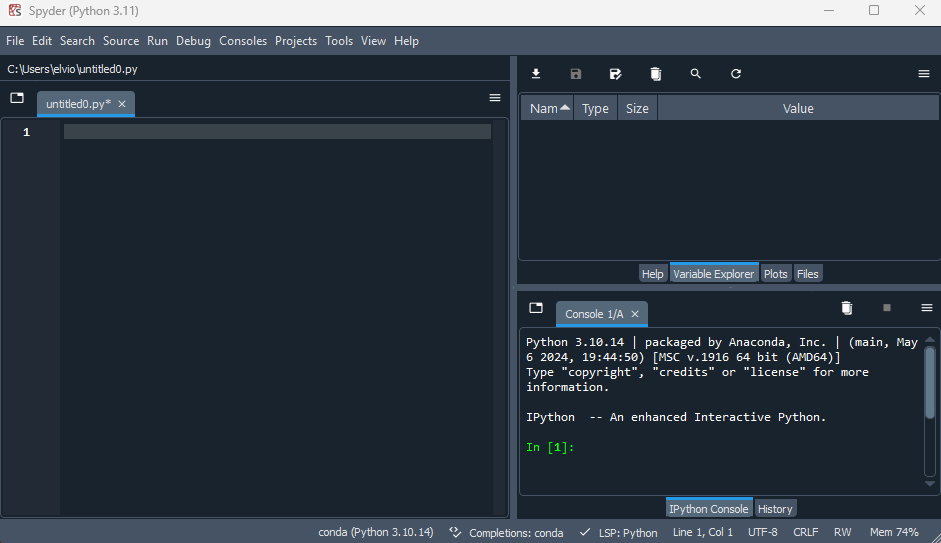 Spyder (Python 3.11)
File Edit Search Source Run Debug Consoles Projects Tools View Help
C:\Users\elvio\untitled0.py
untitled0.py*
1
Nam Type Size Value
Help Variable Explorer Plots Files
Console 1/A
Python 3.10.14 | packaged by Anaconda, Inc. | (main, May
6 2024, 19:44:50) [MSC v.1916 64 bit (AMD64)]
Type "copyright", "credits" or "license" for more
information.
IPython  -- An enhanced Interactive Python.
In [1]:
IPython Console History
conda (Python 3.10.14) Completions: conda LSP: Python Line 1, Col 1 UTF-8 CRLF RW Mem 74%